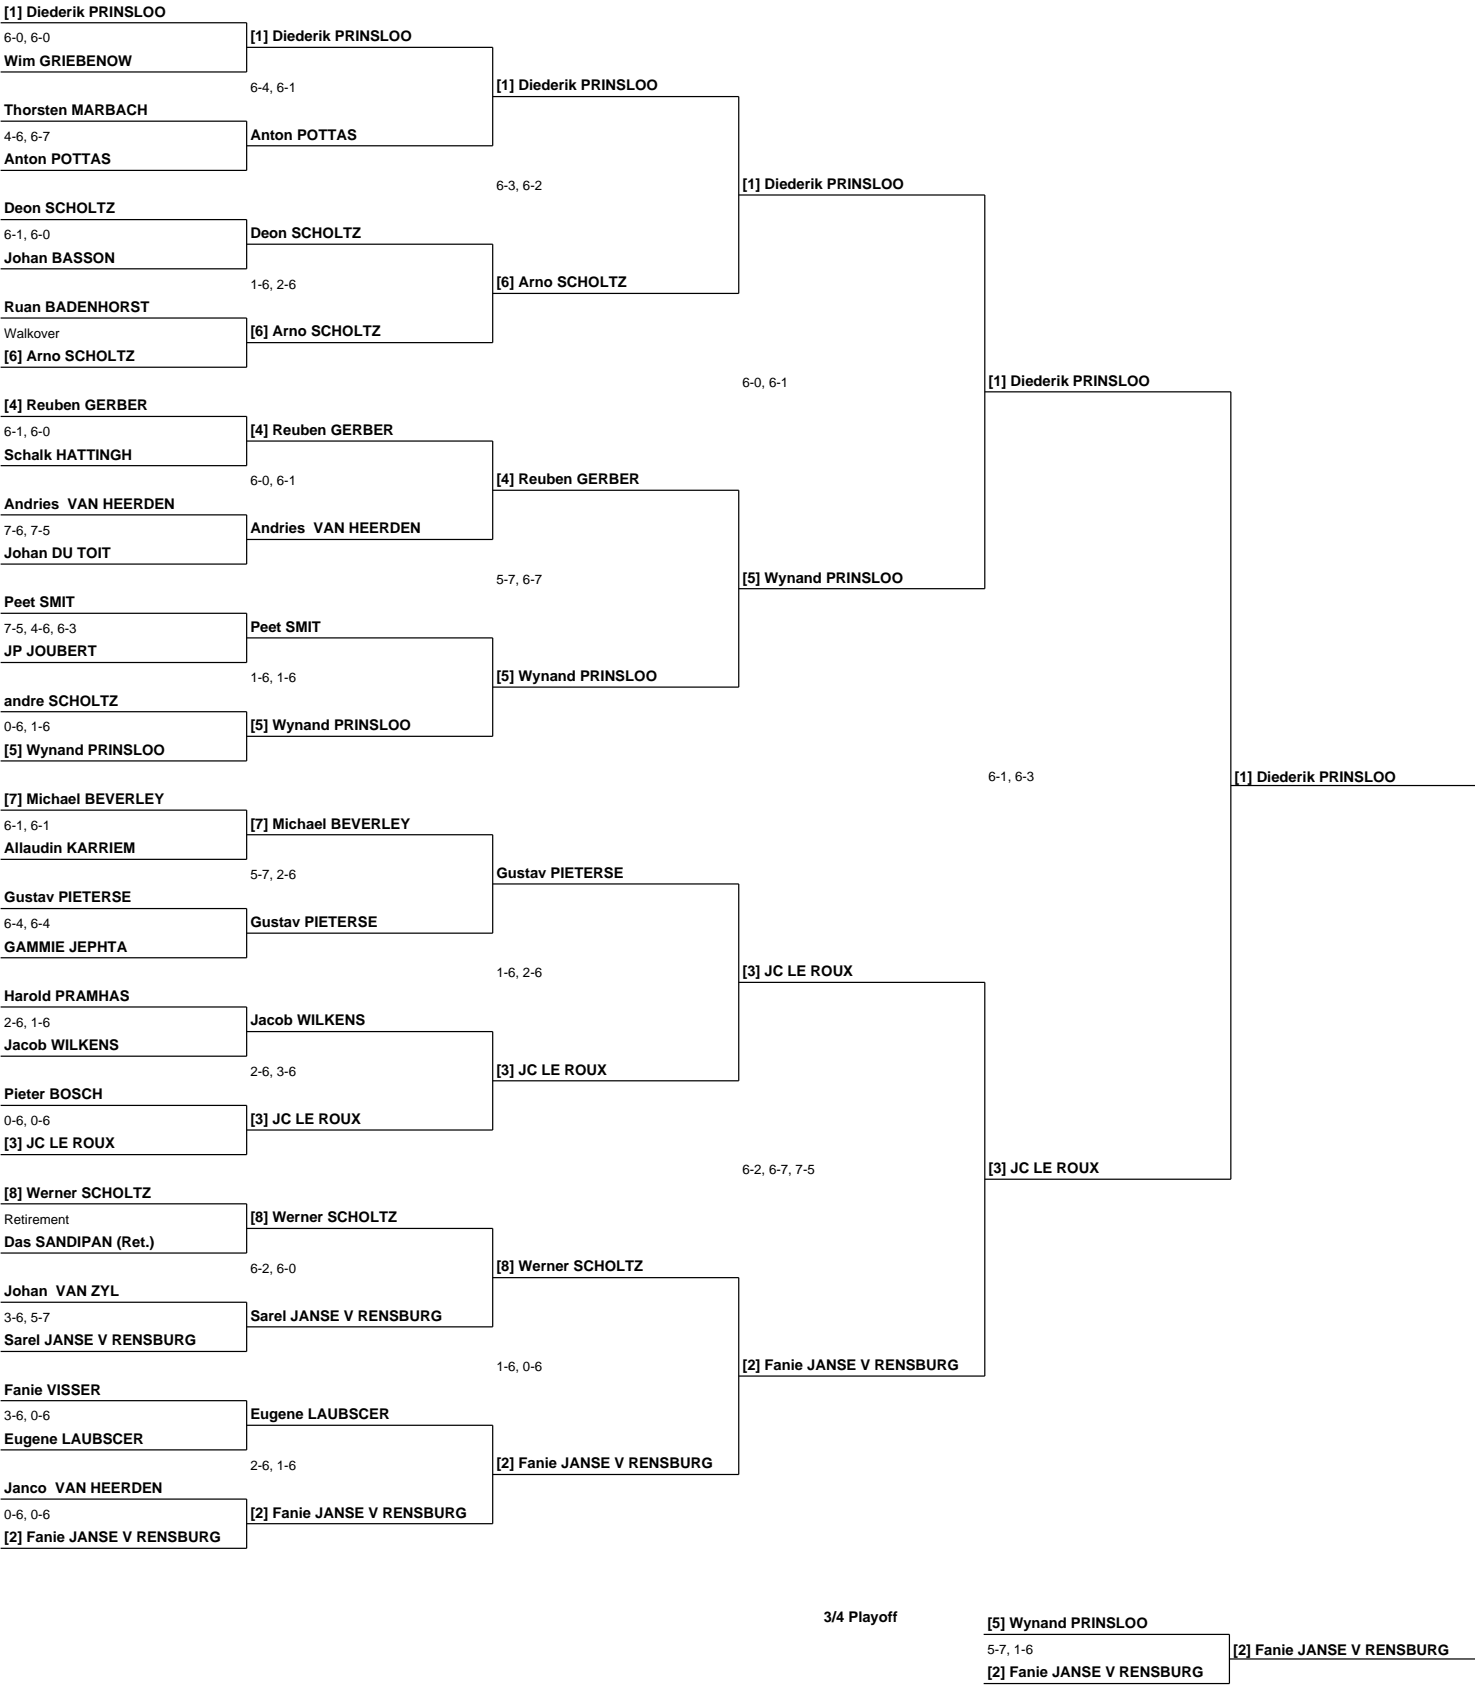 [1] Diederik PRINSLOO
6-0, 6-0
Wim GRIEBENOW
Thorsten MARBACH
4-6, 6-7
Anton POTTAS
Deon SCHOLTZ
6-1, 6-0
Johan BASSON
Ruan BADENHORST
Walkover
[6] Arno SCHOLTZ
[4] Reuben GERBER
6-1, 6-0
Schalk HATTINGH
Andries  VAN HEERDEN
7-6, 7-5
Johan DU TOIT
Peet SMIT
7-5, 4-6, 6-3
JP JOUBERT
andre SCHOLTZ
0-6, 1-6
[5] Wynand PRINSLOO
[7] Michael BEVERLEY
6-1, 6-1
Allaudin KARRIEM
Gustav PIETERSE
6-4, 6-4
GAMMIE JEPHTA
Harold PRAMHAS
2-6, 1-6
Jacob WILKENS
Pieter BOSCH
0-6, 0-6
[3] JC LE ROUX
[8] Werner SCHOLTZ
Retirement
Das SANDIPAN (Ret.)
Johan  VAN ZYL
3-6, 5-7
Sarel JANSE V RENSBURG
Fanie VISSER
3-6, 0-6
Eugene LAUBSCER
Janco  VAN HEERDEN
0-6, 0-6
[2] Fanie JANSE V RENSBURG
[1] Diederik PRINSLOO
6-4, 6-1
Anton POTTAS
Deon SCHOLTZ
1-6, 2-6
[6] Arno SCHOLTZ
[4] Reuben GERBER
6-0, 6-1
Andries  VAN HEERDEN
Peet SMIT
1-6, 1-6
[5] Wynand PRINSLOO
[7] Michael BEVERLEY
5-7, 2-6
Gustav PIETERSE
Jacob WILKENS
2-6, 3-6
[3] JC LE ROUX
[8] Werner SCHOLTZ
6-2, 6-0
Sarel JANSE V RENSBURG
Eugene LAUBSCER
2-6, 1-6
[2] Fanie JANSE V RENSBURG
[1] Diederik PRINSLOO
6-3, 6-2
[6] Arno SCHOLTZ
[4] Reuben GERBER
5-7, 6-7
[5] Wynand PRINSLOO
Gustav PIETERSE
1-6, 2-6
[3] JC LE ROUX
[8] Werner SCHOLTZ
1-6, 0-6
[2] Fanie JANSE V RENSBURG
[1] Diederik PRINSLOO
6-0, 6-1
[5] Wynand PRINSLOO
[3] JC LE ROUX
6-2, 6-7, 7-5
[2] Fanie JANSE V RENSBURG
[1] Diederik PRINSLOO
6-1, 6-3
[3] JC LE ROUX
[1] Diederik PRINSLOO
3/4 Playoff
[5] Wynand PRINSLOO
5-7, 1-6
[2] Fanie JANSE V RENSBURG
[2] Fanie JANSE V RENSBURG